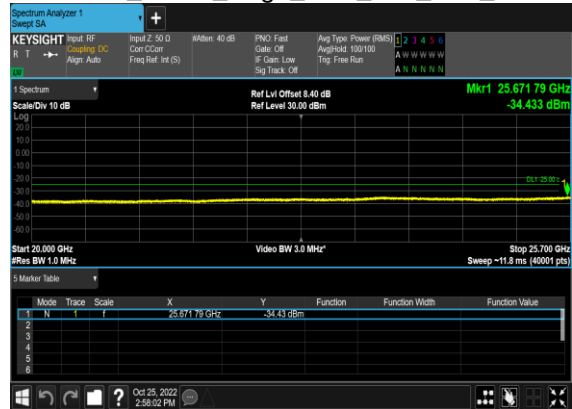 Spectrum Analyzer 1
Swept SA
+
KEYSIGHT Input: RF Input Z: 50 Ω #Atten: 40 dB PNO: Fast Avg Type: Power (RMS) 1 2 3 4 5 6
R T Coupling: DC Corr CCorr Gate: Off Avg|Hold: 100/100 A W W W W W
Align: Auto Freq Ref: Int (S) IF Gain: Low Trig: Free Run
Sig Track: Off A N N N N N
1 Spectrum Ref Lvl Offset 8.40 dB Mkr1 25.671 79 GHz
Scale/Div 10 dB Ref Level 30.00 dBm -34.433 dBm
Log
20.0
10.0
0.00
-10.0
-20.0
DL1 -25.00
1
-30.0
-40.0
-50.0
-60.0
Start 20.000 GHz Video BW 3.0 MHz* Stop 25.700 GHz
#Res BW 1.0 MHz Sweep ~11.8 ms (40001 pts)
5 Marker Table
Mode Trace Scale X Y Function Function Width Function Value
1 N 1 f 25.671 79 GHz -34.43 dBm
2
3
4
5
6
? Oct 25, 2022
2:58:02 PM